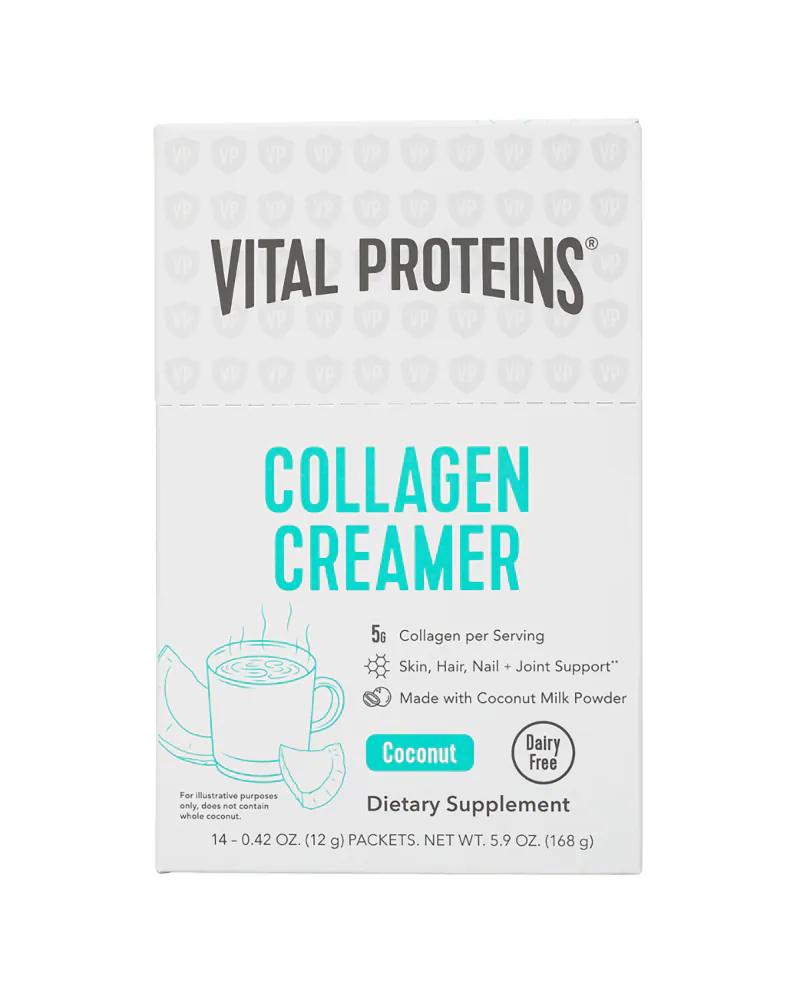 VITAL PROTEINS®
COLLAGEN
CREAMER
5G Collagen per Serving
Skin, Hair, Nail + Joint Support**
Made with Coconut Milk Powder
Coconut
Dairy
Free
For illustrative purposes
only, does not contain
whole coconut.
Dietary Supplement
14 - 0.42 OZ. (12 g) PACKETS. NET WT. 5.9 OZ. (168 g)